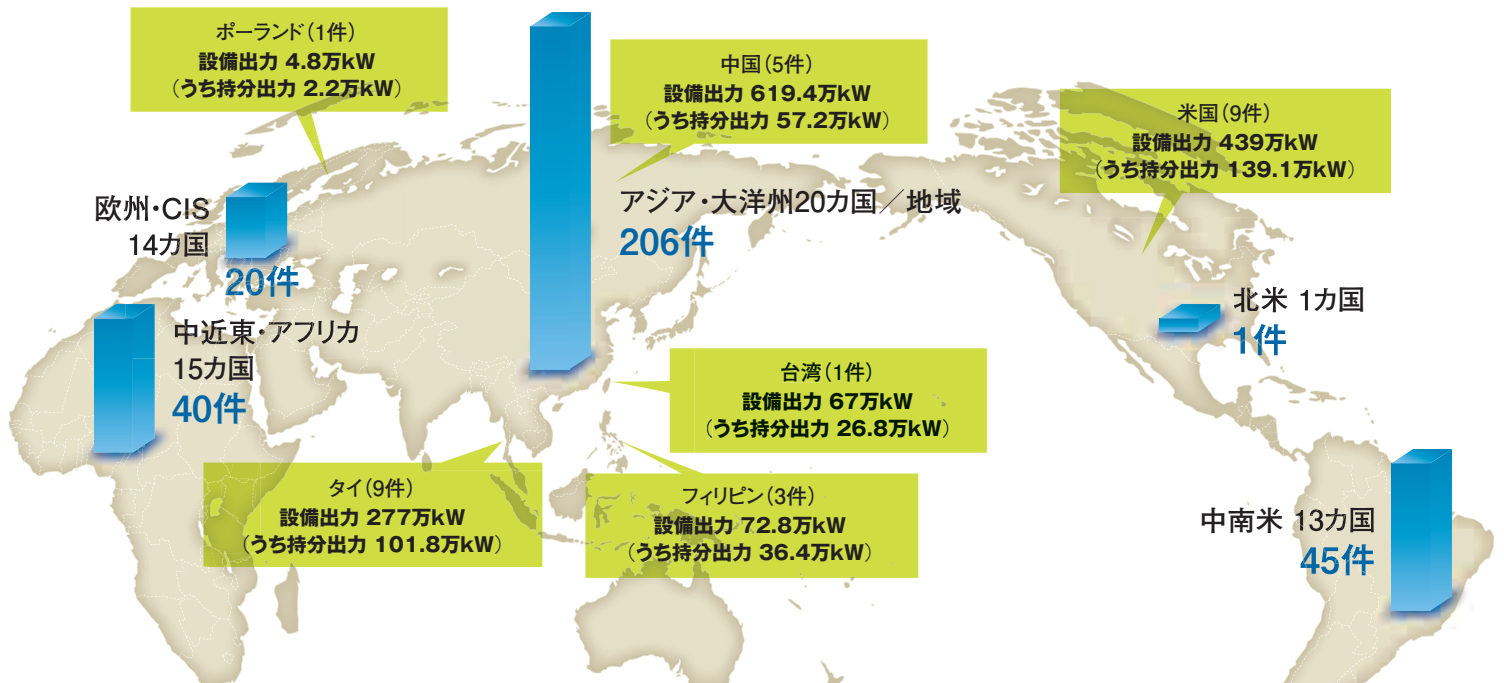 ポーランド（1件）
設備出力 4.8万kW
（うち持分出力 2.2万kW）
中国（5件）
設備出力 619.4万kW
（うち持分出力 57.2万kW）
米国（9件）
設備出力 439万kW
（うち持分出力 139.1万kW）
欧州・CIS
14カ国
20件
アジア・大洋州20カ国／地域
206件
北米 1カ国
1件
中近東・アフリカ
15カ国
40件
台湾（1件）
設備出力 67万kW
（うち持分出力 26.8万kW）
タイ（9件）
設備出力 277万kW
（うち持分出力 101.8万kW）
フィリピン（3件）
設備出力 72.8万kW
（うち持分出力 36.4万kW）
中南米 13カ国
45件